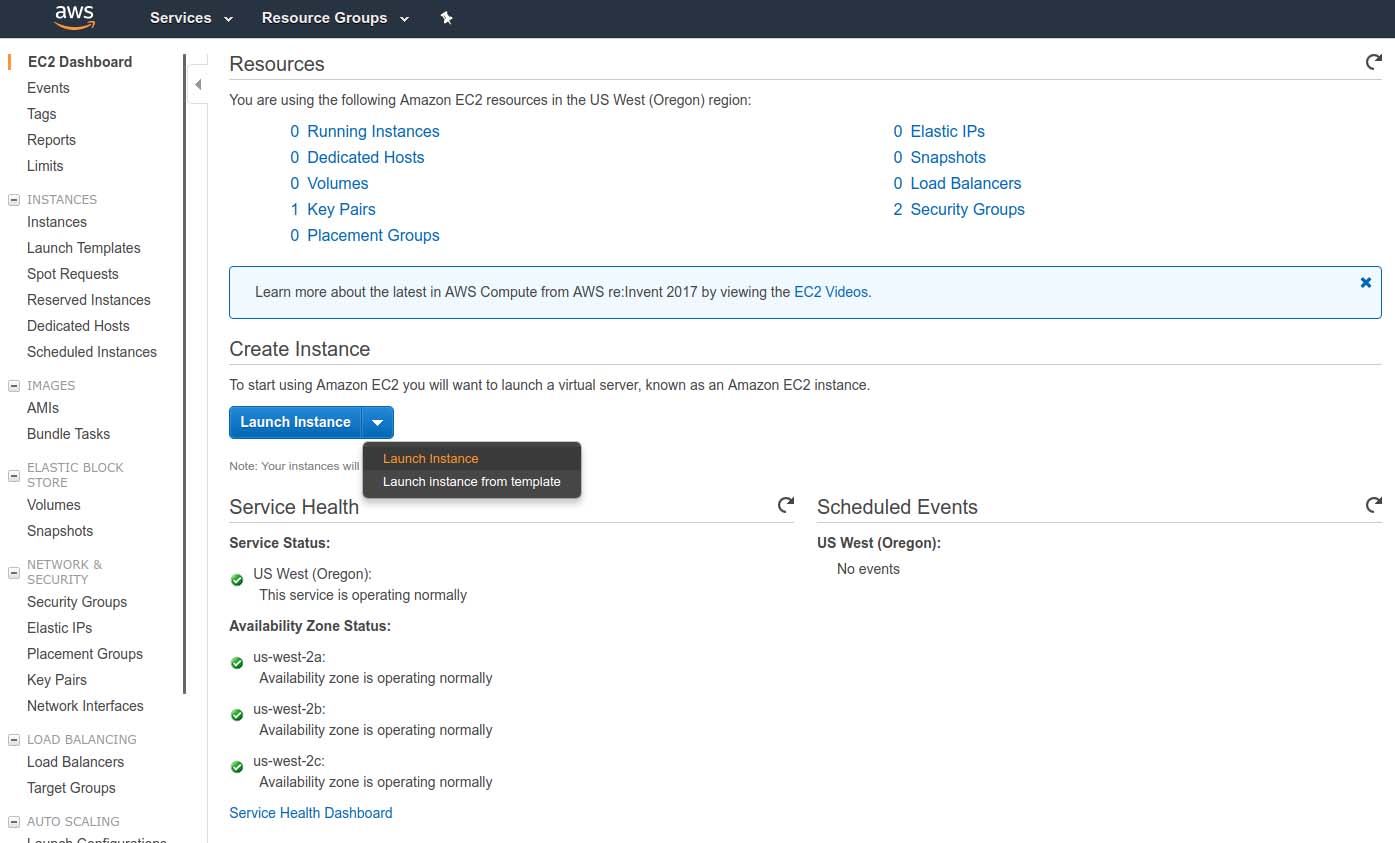 aws
Services
Resource Groups
EC2 Dashboard
Events
Tags
Reports
Limits
INSTANCES
Instances
Launch Templates
Spot Requests
Reserved Instances
Dedicated Hosts
Scheduled Instances
IMAGES
AMIs
Bundle Tasks
ELASTIC BLOCK
STORE
Volumes
Snapshots
NETWORK &
SECURITY
Security Groups
Elastic IPs
Placement Groups
Key Pairs
Network Interfaces
LOAD BALANCING
Load Balancers
Target Groups
AUTO SCALING
Launch Configurations
Resources
You are using the following Amazon EC2 resources in the US West (Oregon) region:
0 Running Instances
0 Dedicated Hosts
0 Volumes
1 Key Pairs
0 Placement Groups
0 Elastic IPs
0 Snapshots
0 Load Balancers
2 Security Groups
Learn more about the latest in AWS Compute from AWS re:Invent 2017 by viewing the EC2 Videos.
Create Instance
To start using Amazon EC2 you will want to launch a virtual server, known as an Amazon EC2 instance.
Launch Instance
Launch Instance
Launch instance from template
Note: Your instances will
Service Health
Service Status:
US West (Oregon):
This service is operating normally
Availability Zone Status:
us-west-2a:
Availability zone is operating normally
us-west-2b:
Availability zone is operating normally
us-west-2c:
Availability zone is operating normally
Service Health Dashboard
Scheduled Events
US West (Oregon):
No events